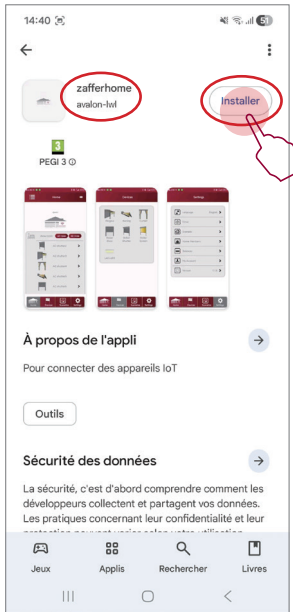 14:40
51
zafferhome
avalon-lwl
Installer
3
PEGI 3
À propos de l'appli
Pour connecter des appareils IoT
Outils
Sécurité des données
La sécurité, c'est d'abord comprendre comment les
développeurs collectent et partagent vos données.
Les pratiques concernant leur confidentialité et leur
Jeux
Applis
Rechercher
Livres